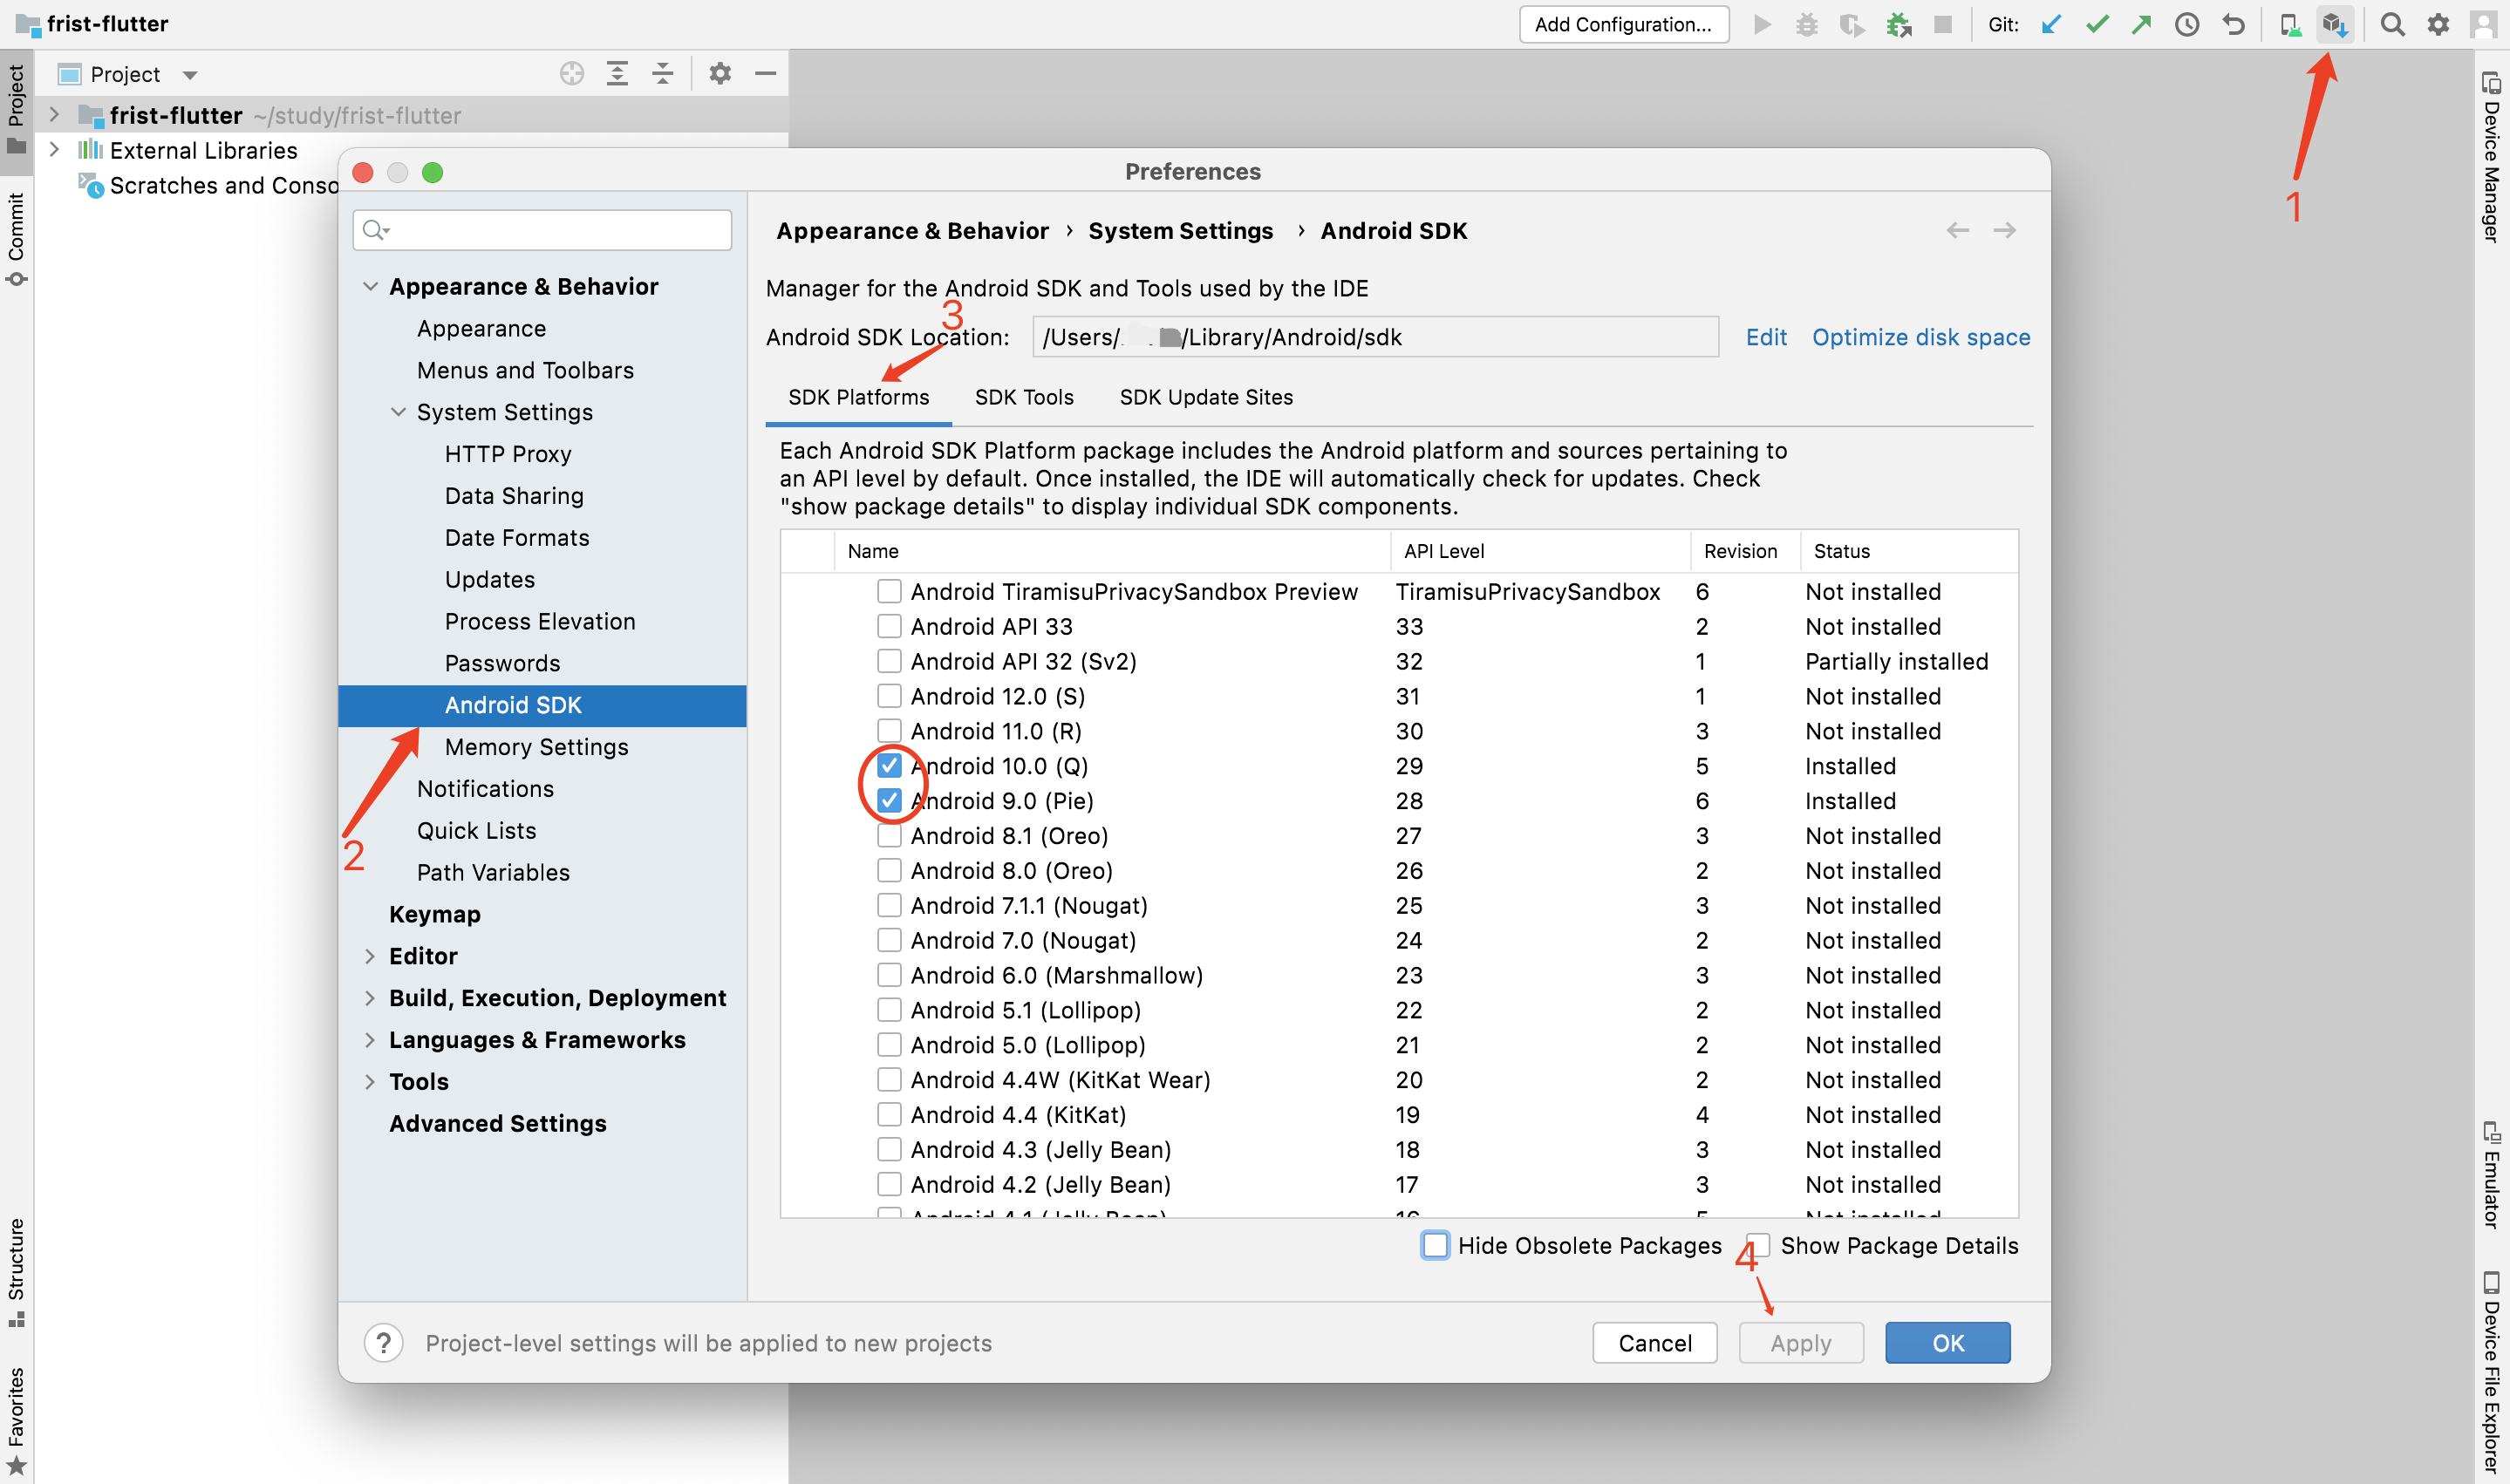 frist-flutter
Add Configuration...
Git:
Project
Project
frist-flutter ~/study/frist-flutter
External Libraries
Scratches and Conso
Commit
Structure
Favorites
Device Manager
Emulator
Device File Explorer
1
Preferences
Appearance & Behavior
Appearance
Menus and Toolbars
System Settings
HTTP Proxy
Data Sharing
Date Formats
Updates
Process Elevation
Passwords
Android SDK
Memory Settings
2
Notifications
Quick Lists
Path Variables
Keymap
Editor
Build, Execution, Deployment
Languages & Frameworks
Tools
Advanced Settings
Appearance & Behavior › System Settings › Android SDK
Manager for the Android SDK and Tools used by the IDE
3
Android SDK Location: /Users/ /Library/Android/sdk Edit Optimize disk space
SDK Platforms SDK Tools SDK Update Sites
Each Android SDK Platform package includes the Android platform and sources pertaining to
an API level by default. Once installed, the IDE will automatically check for updates. Check
"show package details" to display individual SDK components.
Name API Level Revision Status
Android TiramisuPrivacySandbox Preview TiramisuPrivacySandbox 6 Not installed
Android API 33 33 2 Not installed
Android API 32 (Sv2) 32 1 Partially installed
Android 12.0 (S) 31 1 Not installed
Android 11.0 (R) 30 3 Not installed
Android 10.0 (Q) 29 5 Installed
Android 9.0 (Pie) 28 6 Installed
Android 8.1 (Oreo) 27 3 Not installed
Android 8.0 (Oreo) 26 2 Not installed
Android 7.1.1 (Nougat) 25 3 Not installed
Android 7.0 (Nougat) 24 2 Not installed
Android 6.0 (Marshmallow) 23 3 Not installed
Android 5.1 (Lollipop) 22 2 Not installed
Android 5.0 (Lollipop) 21 2 Not installed
Android 4.4W (KitKat Wear) 20 2 Not installed
Android 4.4 (KitKat) 19 4 Not installed
Android 4.3 (Jelly Bean) 18 3 Not installed
Android 4.2 (Jelly Bean) 17 3 Not installed
Android 4.1 (Jelly Bean) 16 5 Not installed
Hide Obsolete Packages Show Package Details
4
? Project-level settings will be applied to new projects
Cancel Apply OK